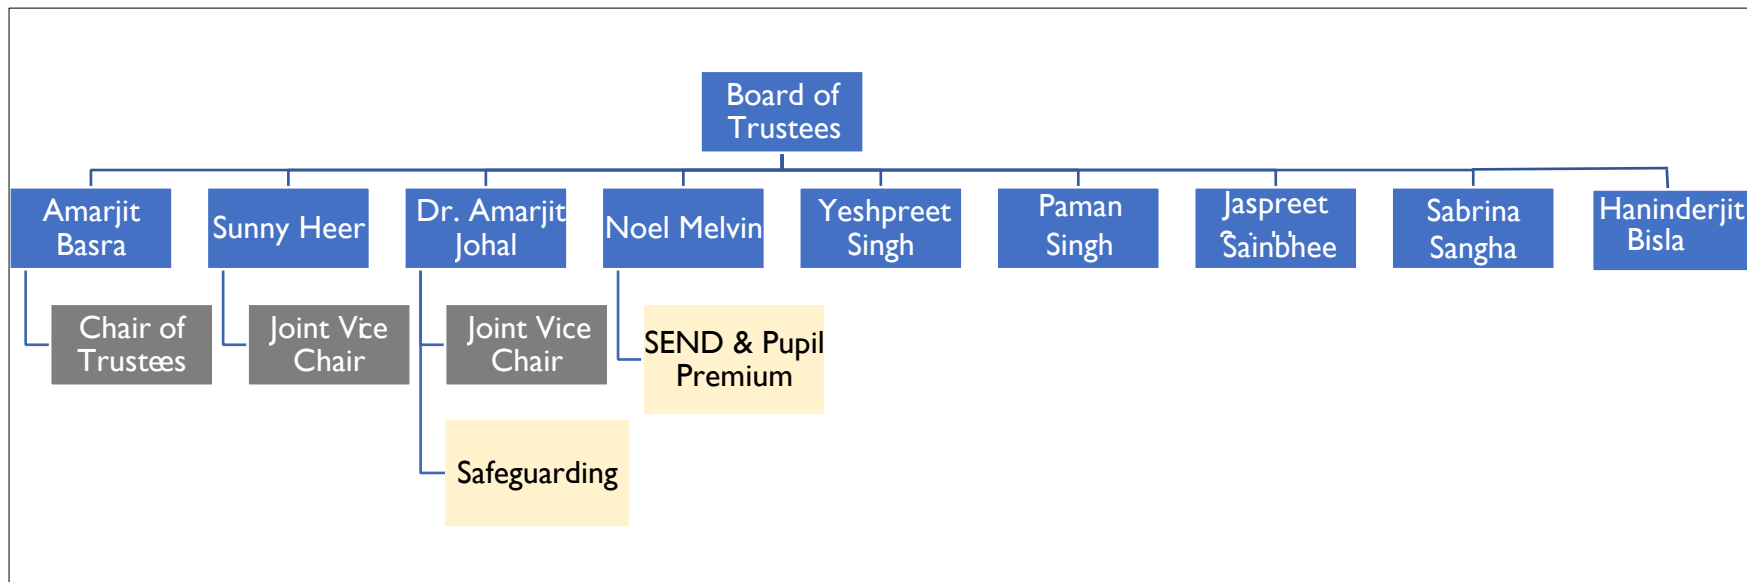 Board of
Trustees
Amarjit
Basra
Sunny Heer
Dr. Amarjit
Johal
Noel Melvin
Yeshpreet
Singh
Paman
Singh
Jaspreet
Sainbhee
Sabrina
Sangha
Haninderjit
Bisla
Chair of
Trustees
Joint Vice
Chair
Joint Vice
Chair
SEND & Pupil
Premium
Safeguarding